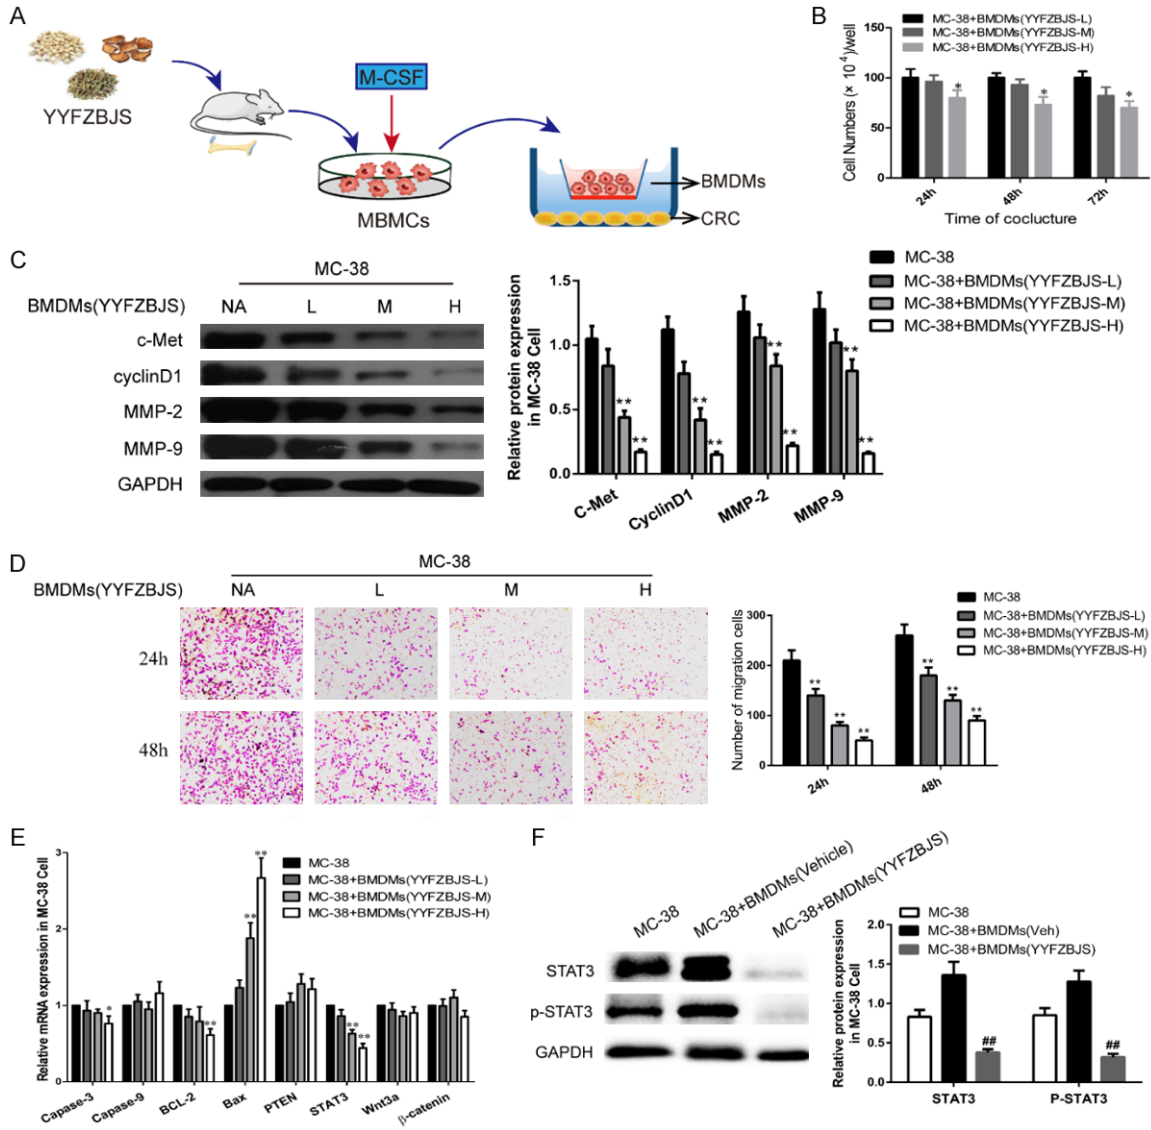 A
YYFZBJS
M-CSF
MBMCs
BMDMs
CRC
B
MC-38+BMDMs(YYFZBJS-L)
MC-38+BMDMs(YYFZBJS-M)
MC-38+BMDMs(YYFZBJS-H)
Cell Numbers (× 10⁴)/well
150
100
50
0
* * *
24h 48h 72h
Time of coclucture
C
MC-38
BMDMs(YYFZBJS) NA L M H
c-Met
cyclinD1
MMP-2
MMP-9
GAPDH
Relative protein expression
in MC-38 Cell
1.5
1.0
0.5
0.0
** ** ** ** ** ** ** **
C-Met CyclinD1 MMP-2 MMP-9
MC-38
MC-38+BMDMs(YYFZBJS-L)
MC-38+BMDMs(YYFZBJS-M)
MC-38+BMDMs(YYFZBJS-H)
D
MC-38
BMDMs(YYFZBJS) NA L M H
24h
48h
Number of migration cells
300
200
100
0
** ** ** ** ** **
24h 48h
MC-38
MC-38+BMDMs(YYFZBJS-L)
MC-38+BMDMs(YYFZBJS-M)
MC-38+BMDMs(YYFZBJS-H)
E
Relative mRNA expression in MC-38 Cell
3
2
1
0
MC-38
MC-38+BMDMs(YYFZBJS-L)
MC-38+BMDMs(YYFZBJS-M)
MC-38+BMDMs(YYFZBJS-H)
* ** ** ** ** **
Capase-3 Capase-9 BCL-2 Bax PTEN STAT3 Wnt3a β-catenin
F
MC-38 MC-38+BMDMs(Vehicle) MC-38+BMDMs(YYFZBJS)
STAT3
p-STAT3
GAPDH
Relative protein expression
in MC-38 Cell
2.0
1.5
1.0
0.5
0.0
MC-38
MC-38+BMDMs(Veh)
MC-38+BMDMs(YYFZBJS)
## ##
STAT3 P-STAT3